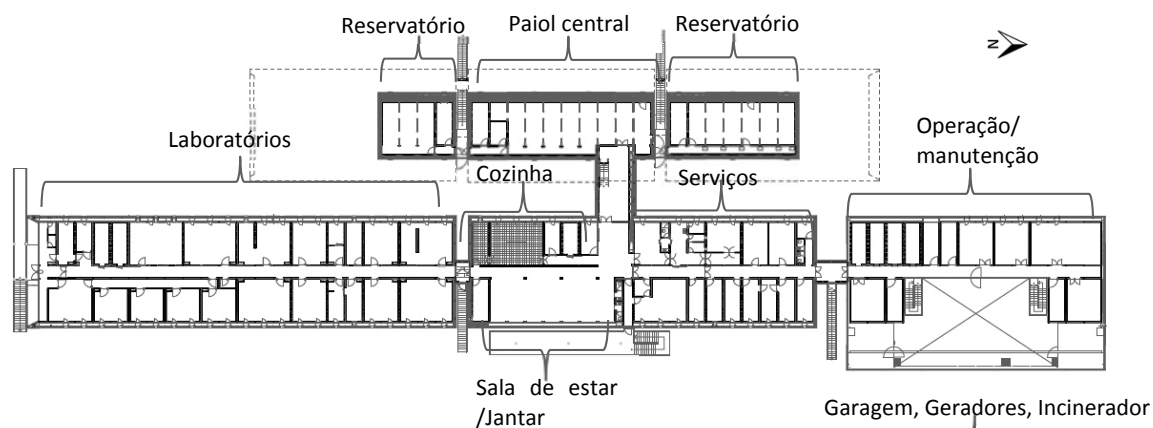 Reservatório
Paiol central
Reservatório
N
Laboratórios
Operação/
manutenção
Cozinha
Serviços
Sala de estar
/Jantar
Garagem, Geradores, Incinerador